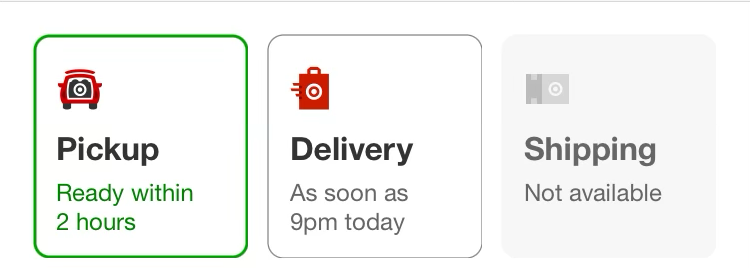 Pickup
Ready within
2 hours
Delivery
As soon as
9pm today
Shipping
Not available